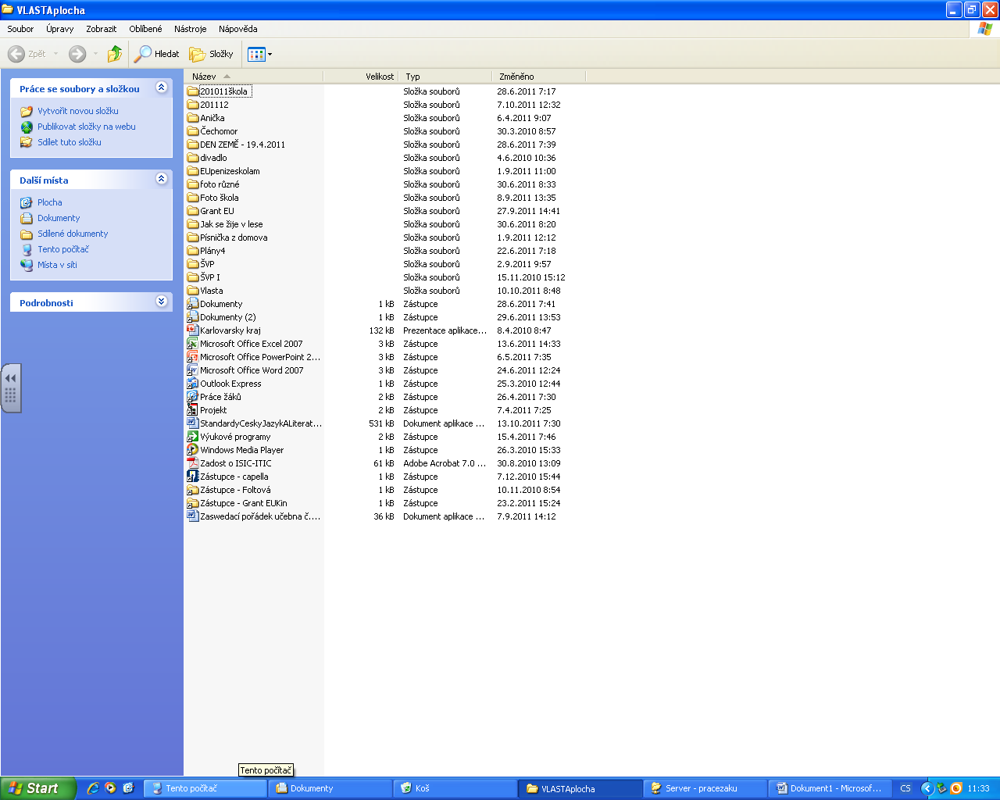 VLASTAplocha
Soubor Úpravy Zobrazit Oblíbené Nástroje Nápověda
Zpět Hledat Složky
Práce se soubory a složkou
Vytvořit novou složku
Publikovat složky na webu
Sdílet tuto složku
Další místa
Plocha
Dokumenty
Sdílené dokumenty
Tento počítač
Místa v síti
Podrobnosti
Název Velikost Typ Změněno
201011škola Složka souborů 28.6.2011 7:17
201112 Složka souborů 7.10.2011 12:32
Anička Složka souborů 6.4.2011 9:07
Čechomor Složka souborů 30.3.2010 8:57
DEN ZEMĚ - 19.4.2011 Složka souborů 28.6.2011 7:39
divadlo Složka souborů 4.6.2010 10:36
EUpenizeskolam Složka souborů 1.9.2011 11:00
foto různé Složka souborů 30.6.2011 8:33
Foto škola Složka souborů 8.9.2011 13:35
Grant EU Složka souborů 27.9.2011 14:41
Jak se žije v lese Složka souborů 30.6.2011 8:20
Písnička z domova Složka souborů 1.9.2011 12:12
Plány4 Složka souborů 22.6.2011 7:18
ŠVP Složka souborů 2.9.2011 9:57
ŠVP I Složka souborů 15.11.2010 15:12
Vlasta Složka souborů 10.10.2011 8:48
Dokumenty 1 kB Zástupce 28.6.2011 7:41
Dokumenty (2) 1 kB Zástupce 29.6.2011 13:53
Karlovarsky kraj 132 kB Prezentace aplikace... 8.4.2010 8:47
Microsoft Office Excel 2007 3 kB Zástupce 13.6.2011 14:33
Microsoft Office PowerPoint 2... 3 kB Zástupce 6.5.2011 7:35
Microsoft Office Word 2007 3 kB Zástupce 24.6.2011 12:24
Outlook Express 1 kB Zástupce 25.3.2010 12:44
Práce žáků 2 kB Zástupce 26.4.2011 7:30
Projekt 2 kB Zástupce 7.4.2011 7:25
StandardyCeskyJazykALiterat... 531 kB Dokument aplikace ... 13.10.2011 7:30
Výukové programy 2 kB Zástupce 15.4.2011 7:46
Windows Media Player 1 kB Zástupce 26.3.2010 15:33
Zadost o ISIC-ITIC 61 kB Adobe Acrobat 7.0 ... 30.8.2010 13:09
Zástupce - capella 1 kB Zástupce 7.12.2010 15:44
Zástupce - Foltová 1 kB Zástupce 10.11.2010 8:54
Zástupce - Grant EUKin 1 kB Zástupce 23.2.2011 15:24
Zaswedací pořádek učebna č.... 36 kB Dokument aplikace ... 7.9.2011 14:12
Tento počítač
Start Tento počítač Dokumenty Koš VLASTAplocha Server - pracezaku Dokument1 - Microsof... CS 11:33